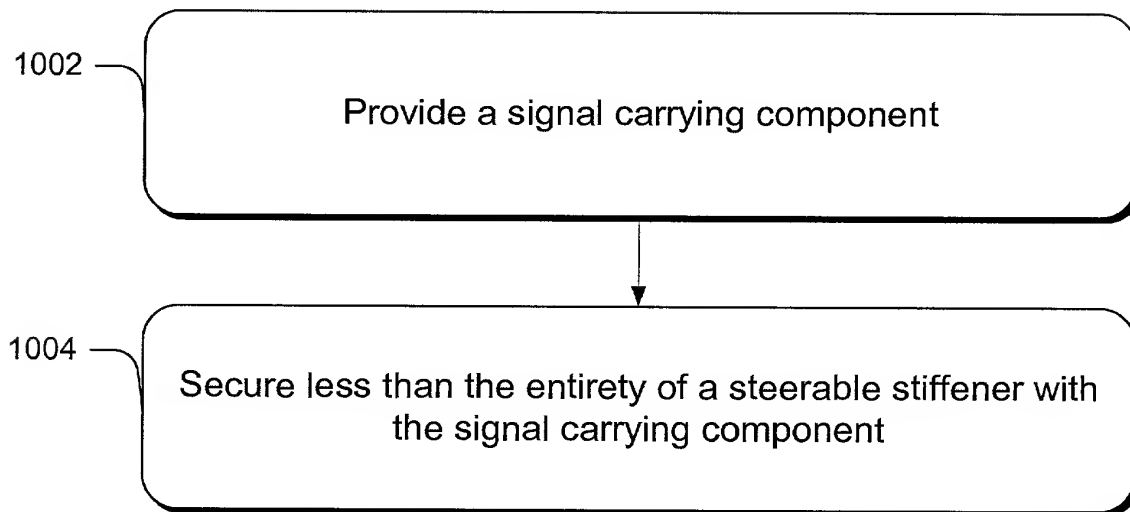 1002
Provide a signal carrying component
1004
Secure less than the entirety of a steerable stiffener with
the signal carrying component